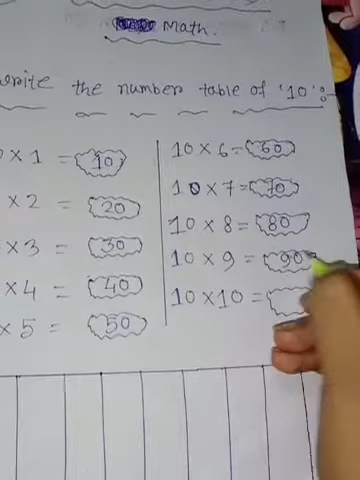 Math.
write the number table of '10':-
0 × 1 = 10
× 2 = 20
× 3 = 30
× 4 = 40
× 5 = 50
10 × 6 = 60
10 × 7 = 70
10 × 8 = 80
10 × 9 = 90
10 × 10 =